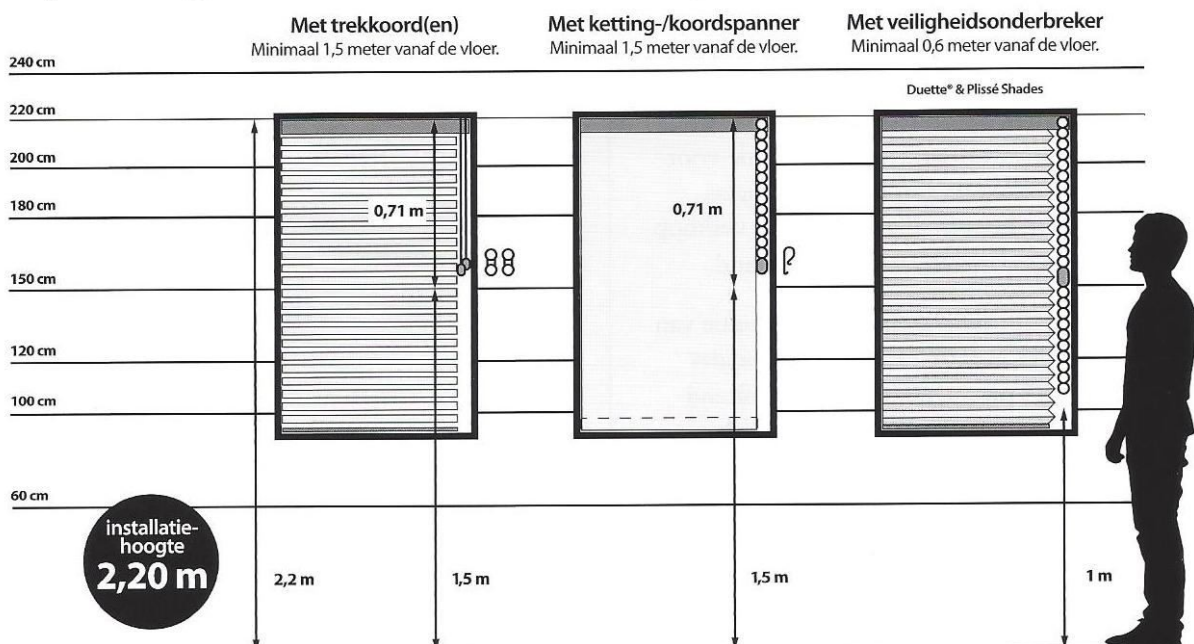 Met trekkoord(en)
Minimaal 1,5 meter vanaf de vloer.
Met ketting-/koordspanner
Minimaal 1,5 meter vanaf de vloer.
Met veiligheidsonderbreker
Minimaal 0,6 meter vanaf de vloer.
Duette® & Plissé Shades
240 cm
220 cm
200 cm
180 cm
150 cm
120 cm
100 cm
60 cm
0,71 m
0,71 m
installatie-
hoogte
2,20 m
2,2 m
1,5 m
1,5 m
1 m